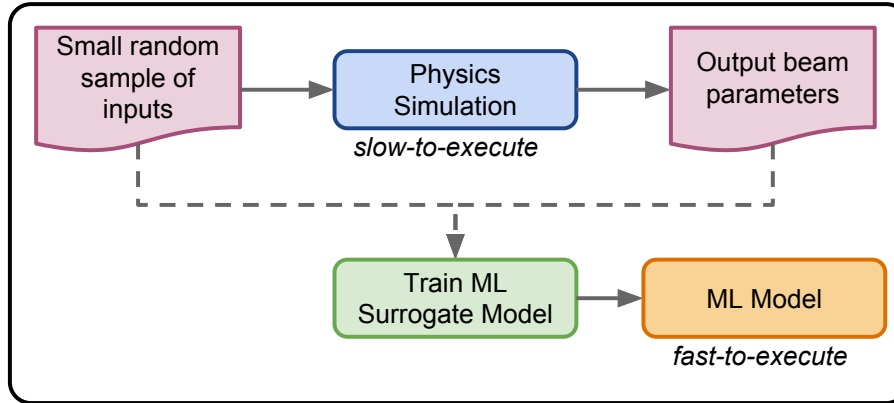 Small random
sample of
inputs
Physics
Simulation
slow-to-execute
Output beam
parameters
Train ML
Surrogate Model
ML Model
fast-to-execute